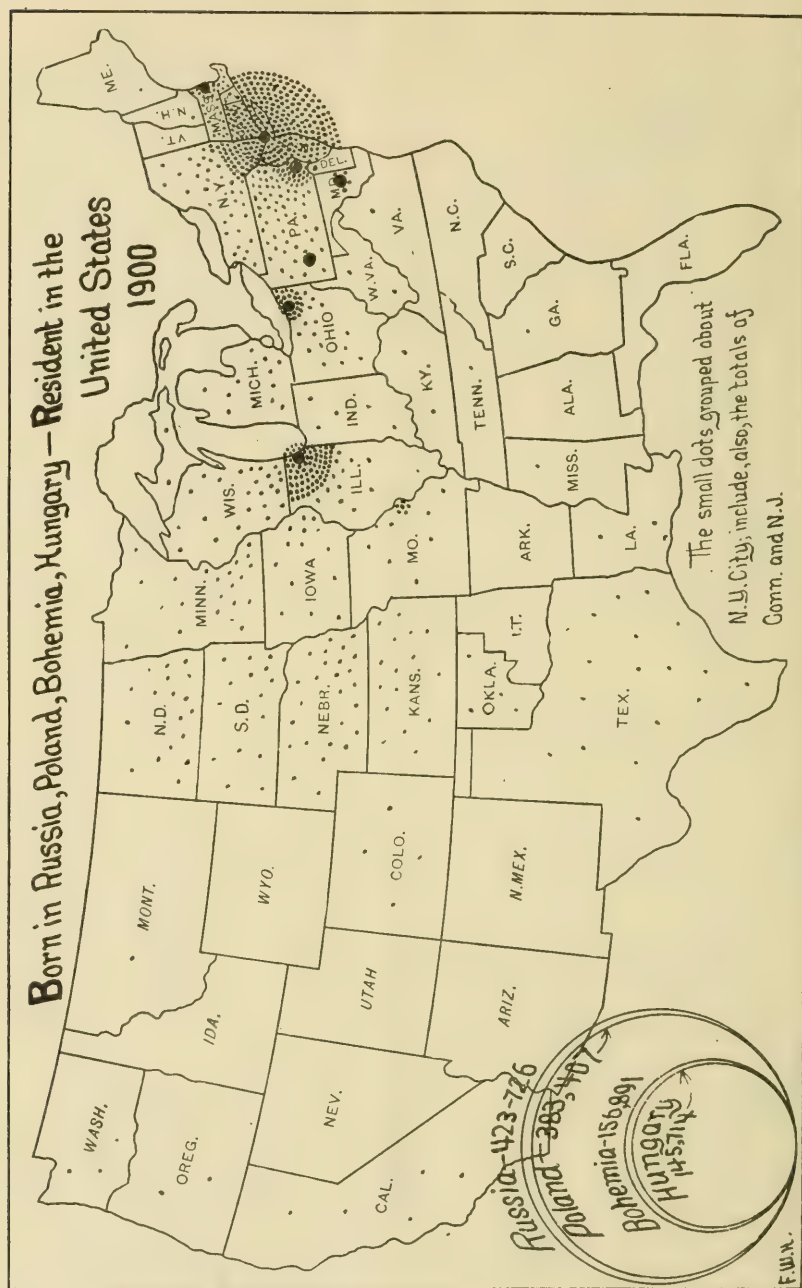 Born in Russia, Poland, Bohemia, Hungary — Resident in the
United States
1900
WASH.
OREG.
CAL.
NEV.
IDA.
MONT.
WYO.
UTAH
ARIZ.
COLO.
N.MEX.
N.D.
S.D.
NEBR.
KANS.
OKLA.
I.T.
TEX.
MINN.
IOWA
MO.
ARK.
LA.
WIS.
ILL.
MICH.
IND.
OHIO
KY.
TENN.
MISS.
ALA.
GA.
FLA.
S.C.
N.C.
VA.
W.VA.
PA.
N.Y.
MD.
DEL.
VT.
N.H.
MASS.
ME.
Russia-423-726
Poland-383,407
Bohemia-156,891
Hungary
145,714
The small dots grouped about
N.Y. City; include, also, the totals of
Conn. and N.J.
F.W.H.